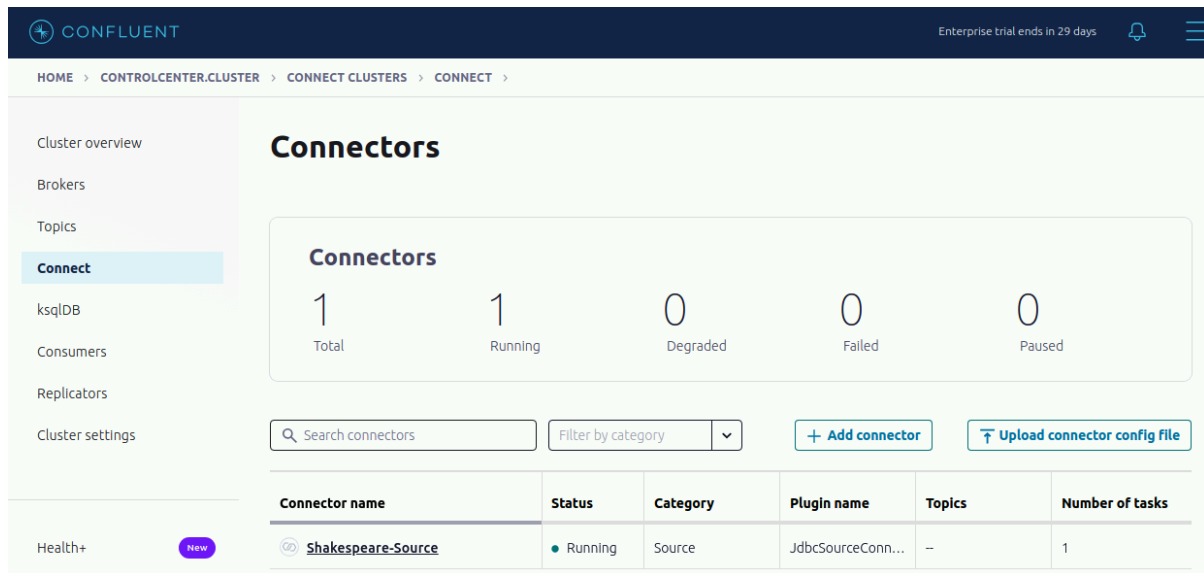 CONFLUENT
Enterprise trial ends in 29 days
HOME > CONTROLCENTER.CLUSTER > CONNECT CLUSTERS > CONNECT >
Cluster overview
Brokers
Topics
Connect
ksqlDB
Consumers
Replicators
Cluster settings
Health+ New
Connectors
Connectors
1 1 0 0 0
Total Running Degraded Failed Paused
Search connectors Filter by category + Add connector Upload connector config file
Connector name Status Category Plugin name Topics Number of tasks
Shakespeare-Source Running Source JdbcSourceConn... -- 1